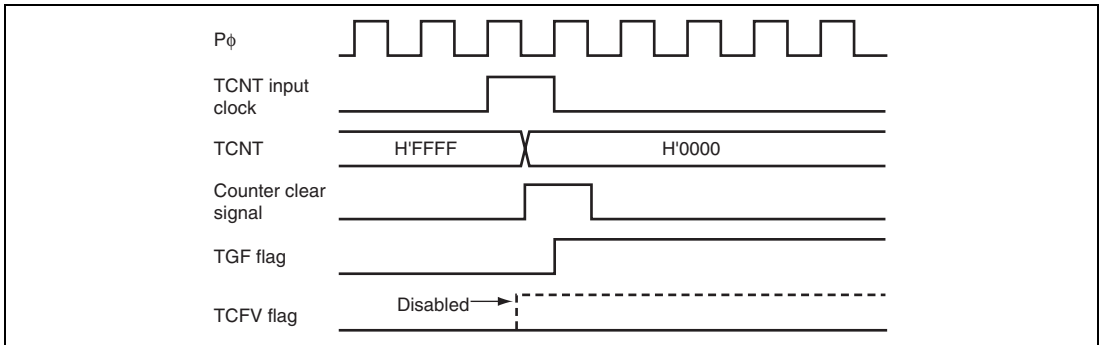 Pϕ
TCNT input
clock
TCNT
H'FFFF
H'0000
Counter clear
signal
TGF flag
Disabled
TCFV flag